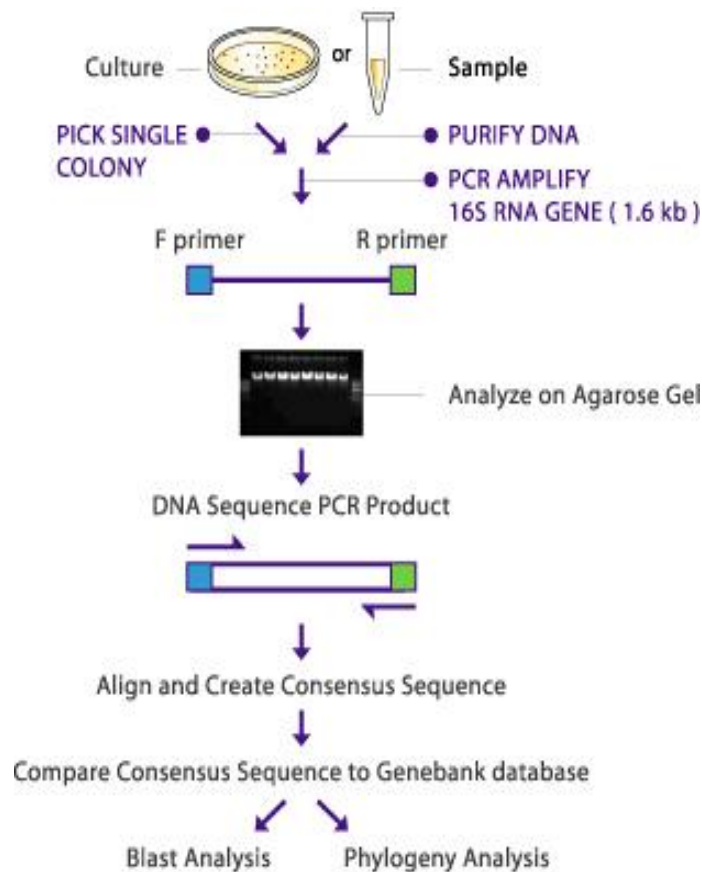 Culture
or
Sample
PICK SINGLE
COLONY
PURIFY DNA
PCR AMPLIFY
16S RNA GENE ( 1.6 kb )
F primer
R primer
Analyze on Agarose Gel
DNA Sequence PCR Product
Align and Create Consensus Sequence
Compare Consensus Sequence to Genebank database
Blast Analysis
Phylogeny Analysis